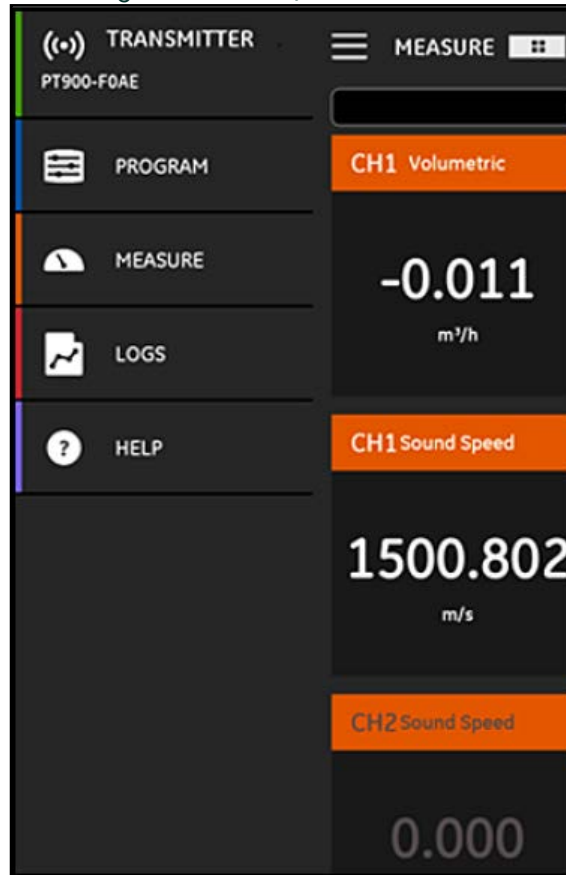 TRANSMITTER
PT900-F0AE
PROGRAM
MEASURE
LOGS
?
HELP
MEASURE
CH1 Volumetric
-0.011
m³/h
CH1 Sound Speed
1500.802
m/s
CH2 Sound Speed
0.000